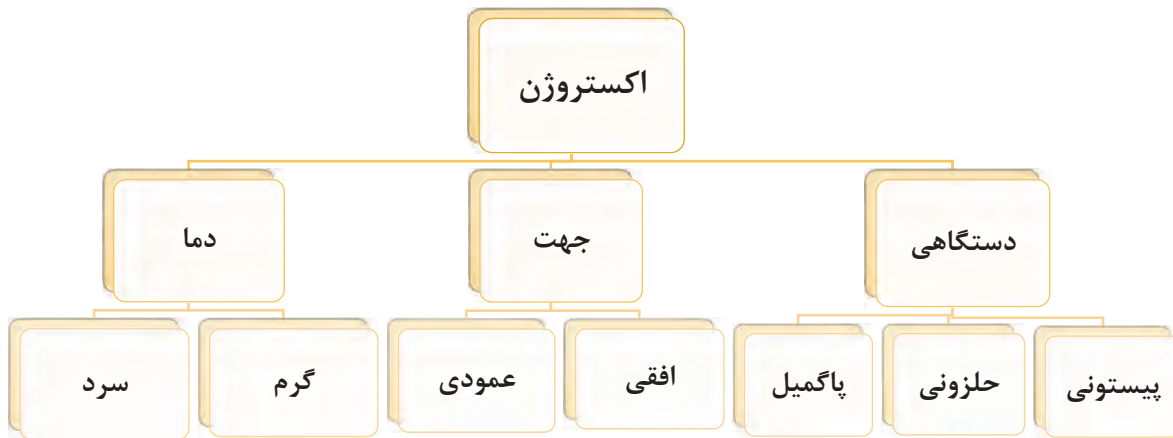 اکستروژن
دستگاهی
جهت
دما
پیستونی
حلزونی
پاگمیل
افقی
عمودی
گرم
سرد